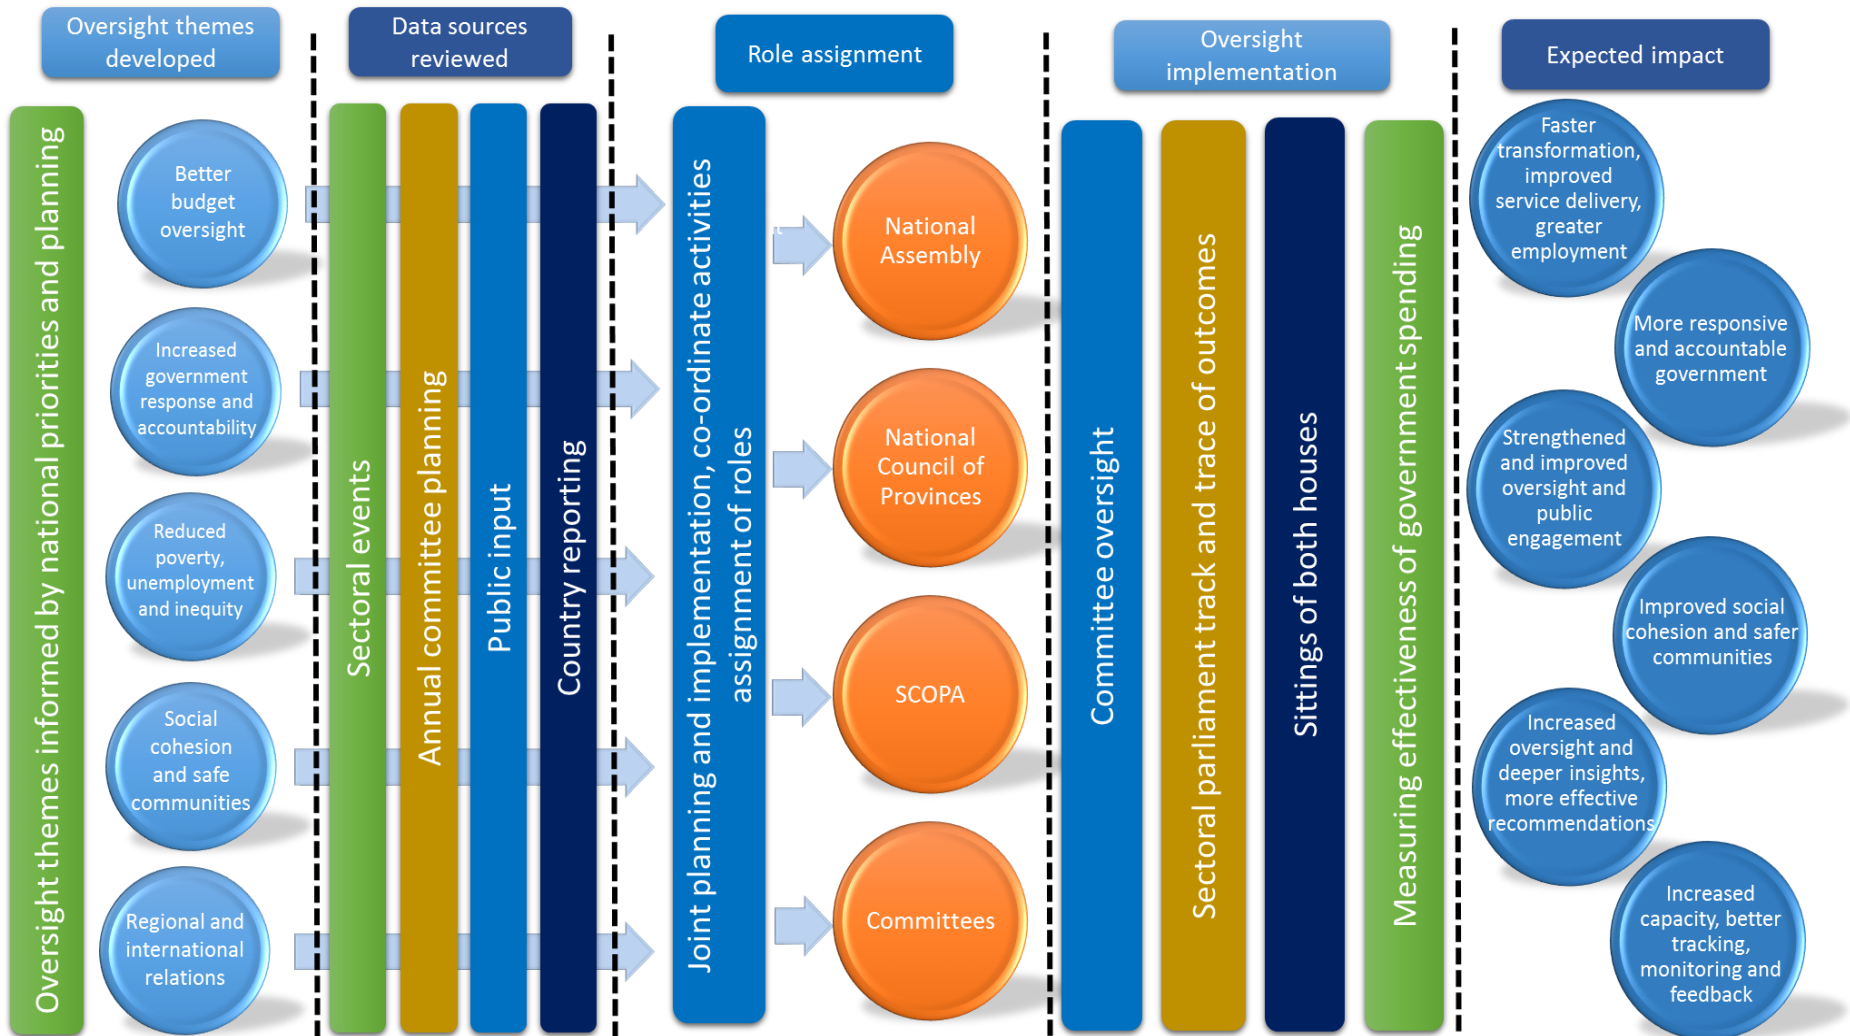 Oversight themes
developed
Data sources
reviewed
Role assignment
Oversight
implementation
Expected impact
Oversight themes informed by national priorities and planning
Better
budget
oversight
Increased
government
response and
accountability
Reduced
poverty,
unemployment
and inequity
Social
cohesion
and safe
communities
Regional and
international
relations
Sectoral events
Annual committee planning
Public input
Country reporting
Joint planning and implementation, co-ordinate activities
assignment of roles
National
Assembly
National
Council of
Provinces
SCOPA
Committees
Committee oversight
Sectoral parliament track and trace of outcomes
Sittings of both houses
Measuring effectiveness of government spending
Faster
transformation,
improved
service delivery,
greater
employment
More responsive
and accountable
government
Strengthened
and improved
oversight and
public
engagement
Improved social
cohesion and safer
communities
Increased
oversight and
deeper insights,
more effective
recommendations
Increased
capacity, better
tracking,
monitoring and
feedback